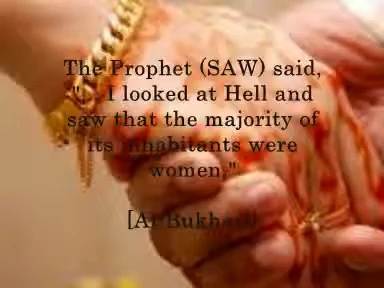 The Prophet (SAW) said,
"... I looked at Hell and
saw that the majority of
its inhabitants were
women."
[Al-Bukhari]